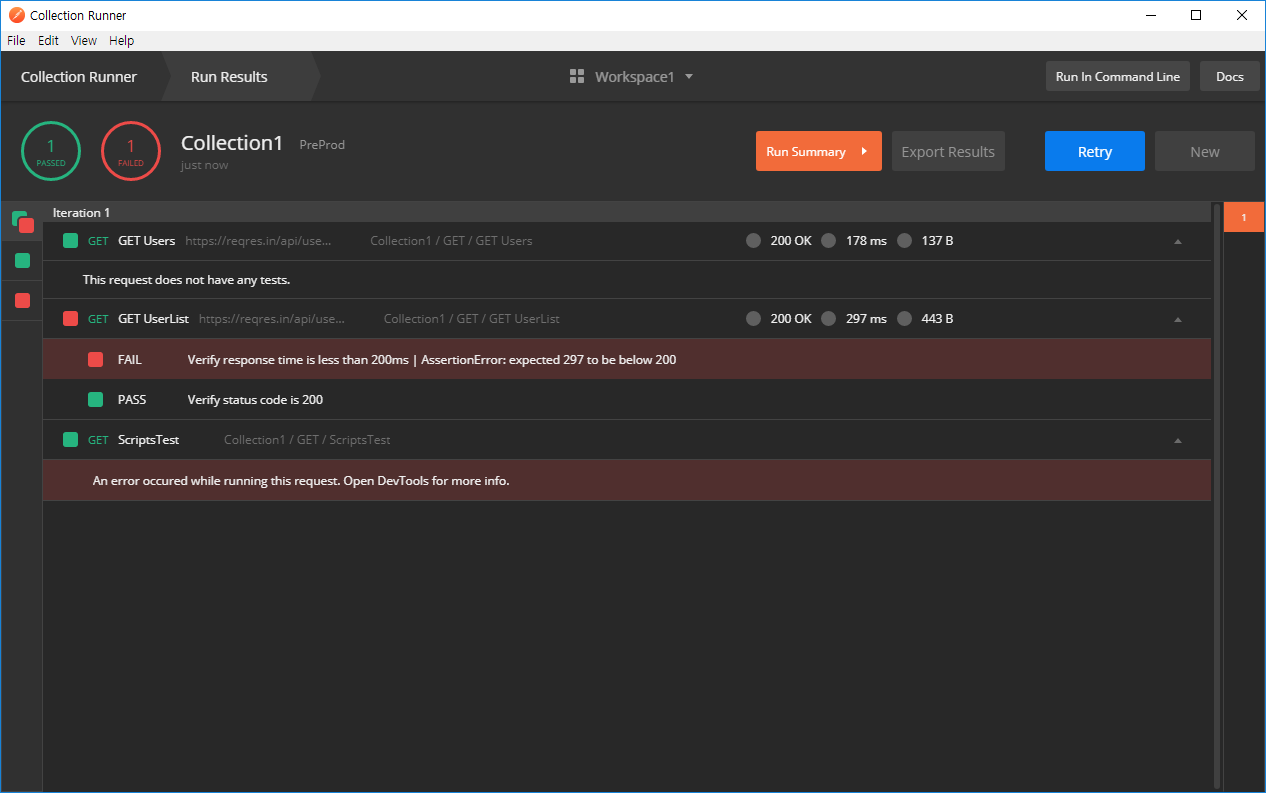 Collection Runner
File Edit View Help
Collection Runner Run Results Workspace1 Run In Command Line Docs
1 PASSED
1 FAILED
Collection1 PreProd
just now
Run Summary Export Results Retry New
Iteration 1
1
GET GET Users https://reqres.in/api/use... Collection1 / GET / GET Users 200 OK 178 ms 137 B
This request does not have any tests.
GET GET UserList https://reqres.in/api/use... Collection1 / GET / GET UserList 200 OK 297 ms 443 B
FAIL Verify response time is less than 200ms | AssertionError: expected 297 to be below 200
PASS Verify status code is 200
GET ScriptsTest Collection1 / GET / ScriptsTest
An error occured while running this request. Open DevTools for more info.